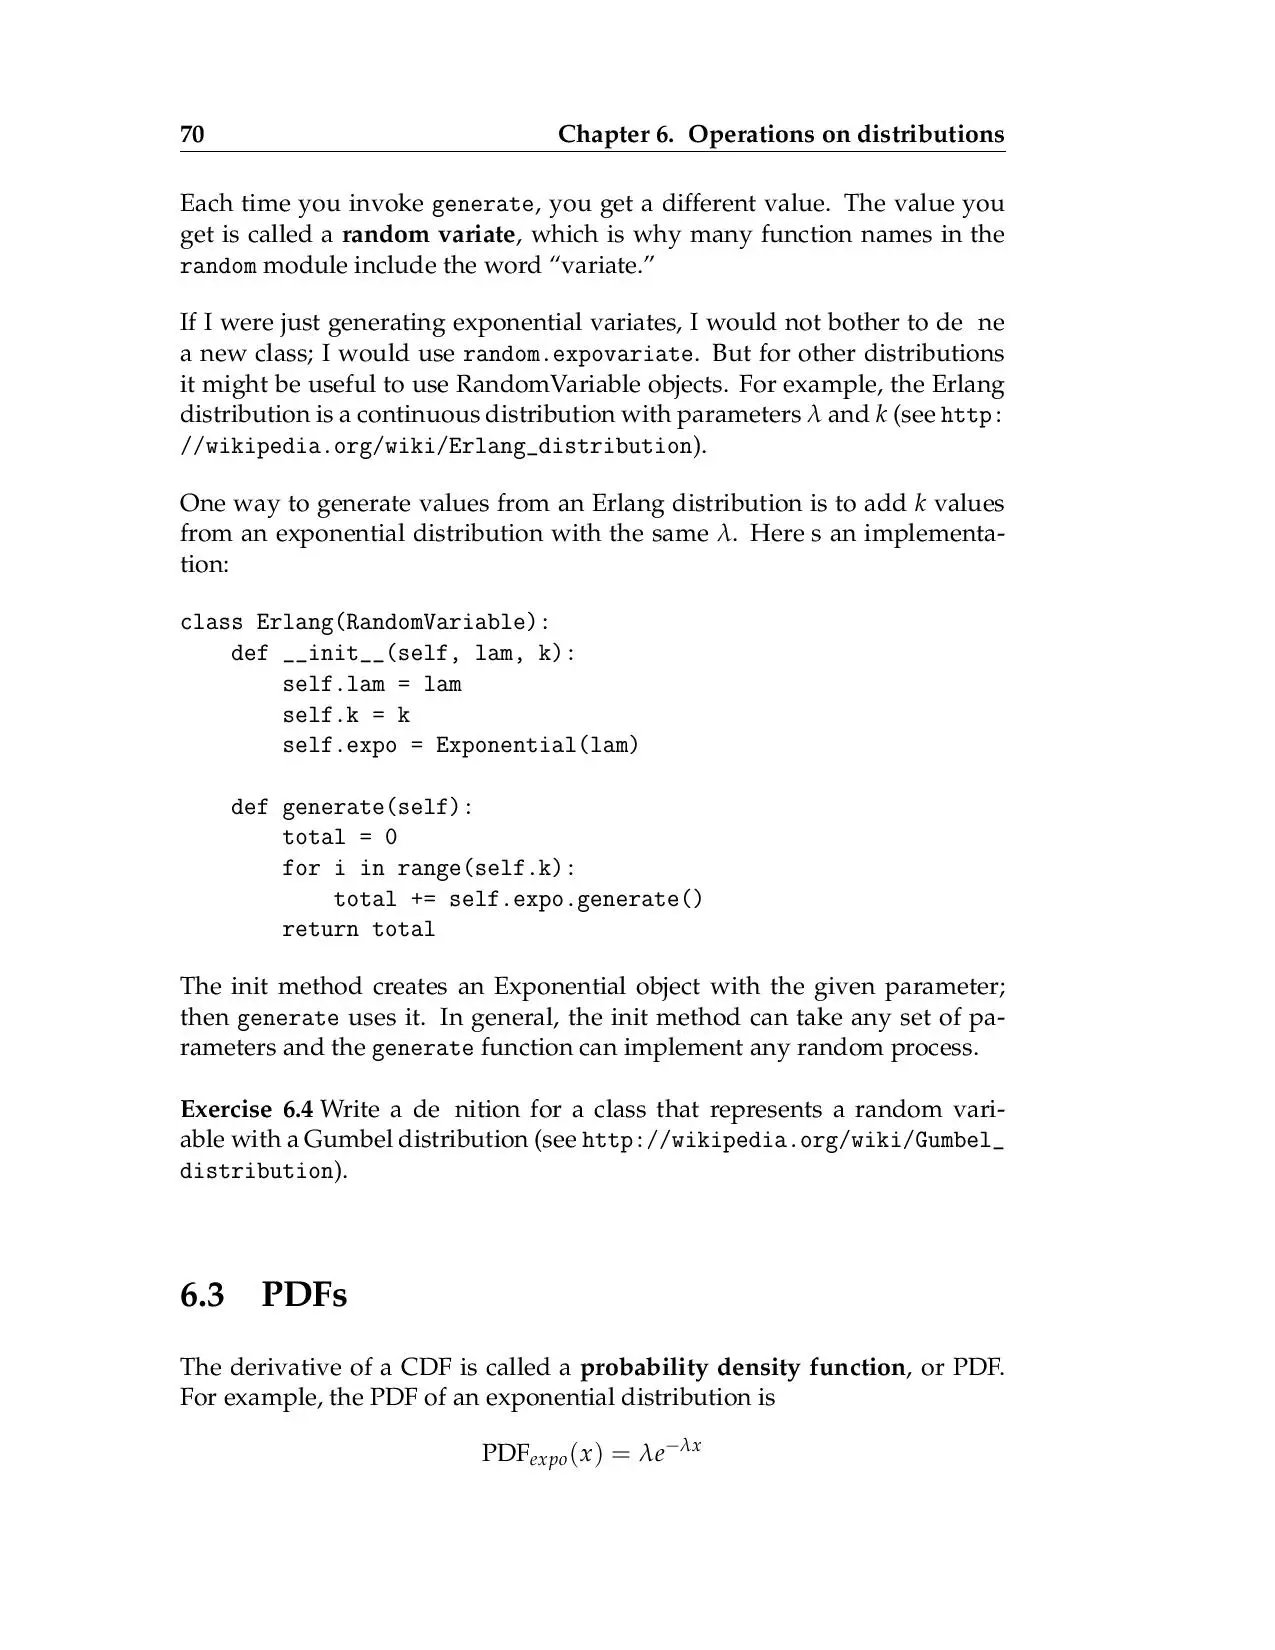 70 Chapter 6. Operations on distributions
Each time you invoke generate, you get a different value. The value you
get is called a random variate, which is why many function names in the
random module include the word “variate.”
If I were just generating exponential variates, I would not bother to de ne
a new class; I would use random.expovariate. But for other distributions
it might be useful to use RandomVariable objects. For example, the Erlang
distribution is a continuous distribution with parameters λ and k (see http:
//wikipedia.org/wiki/Erlang_distribution).
One way to generate values from an Erlang distribution is to add k values
from an exponential distribution with the same λ. Here s an implementa-
tion:
class Erlang(RandomVariable):
    def __init__(self, lam, k):
        self.lam = lam
        self.k = k
        self.expo = Exponential(lam)
    def generate(self):
        total = 0
        for i in range(self.k):
            total += self.expo.generate()
        return total
The init method creates an Exponential object with the given parameter;
then generate uses it. In general, the init method can take any set of pa-
rameters and the generate function can implement any random process.
Exercise 6.4 Write a de nition for a class that represents a random vari-
able with a Gumbel distribution (see http://wikipedia.org/wiki/Gumbel_
distribution).
6.3 PDFs
The derivative of a CDF is called a probability density function, or PDF.
For example, the PDF of an exponential distribution is
PDF_expo(x) = λe^−λx